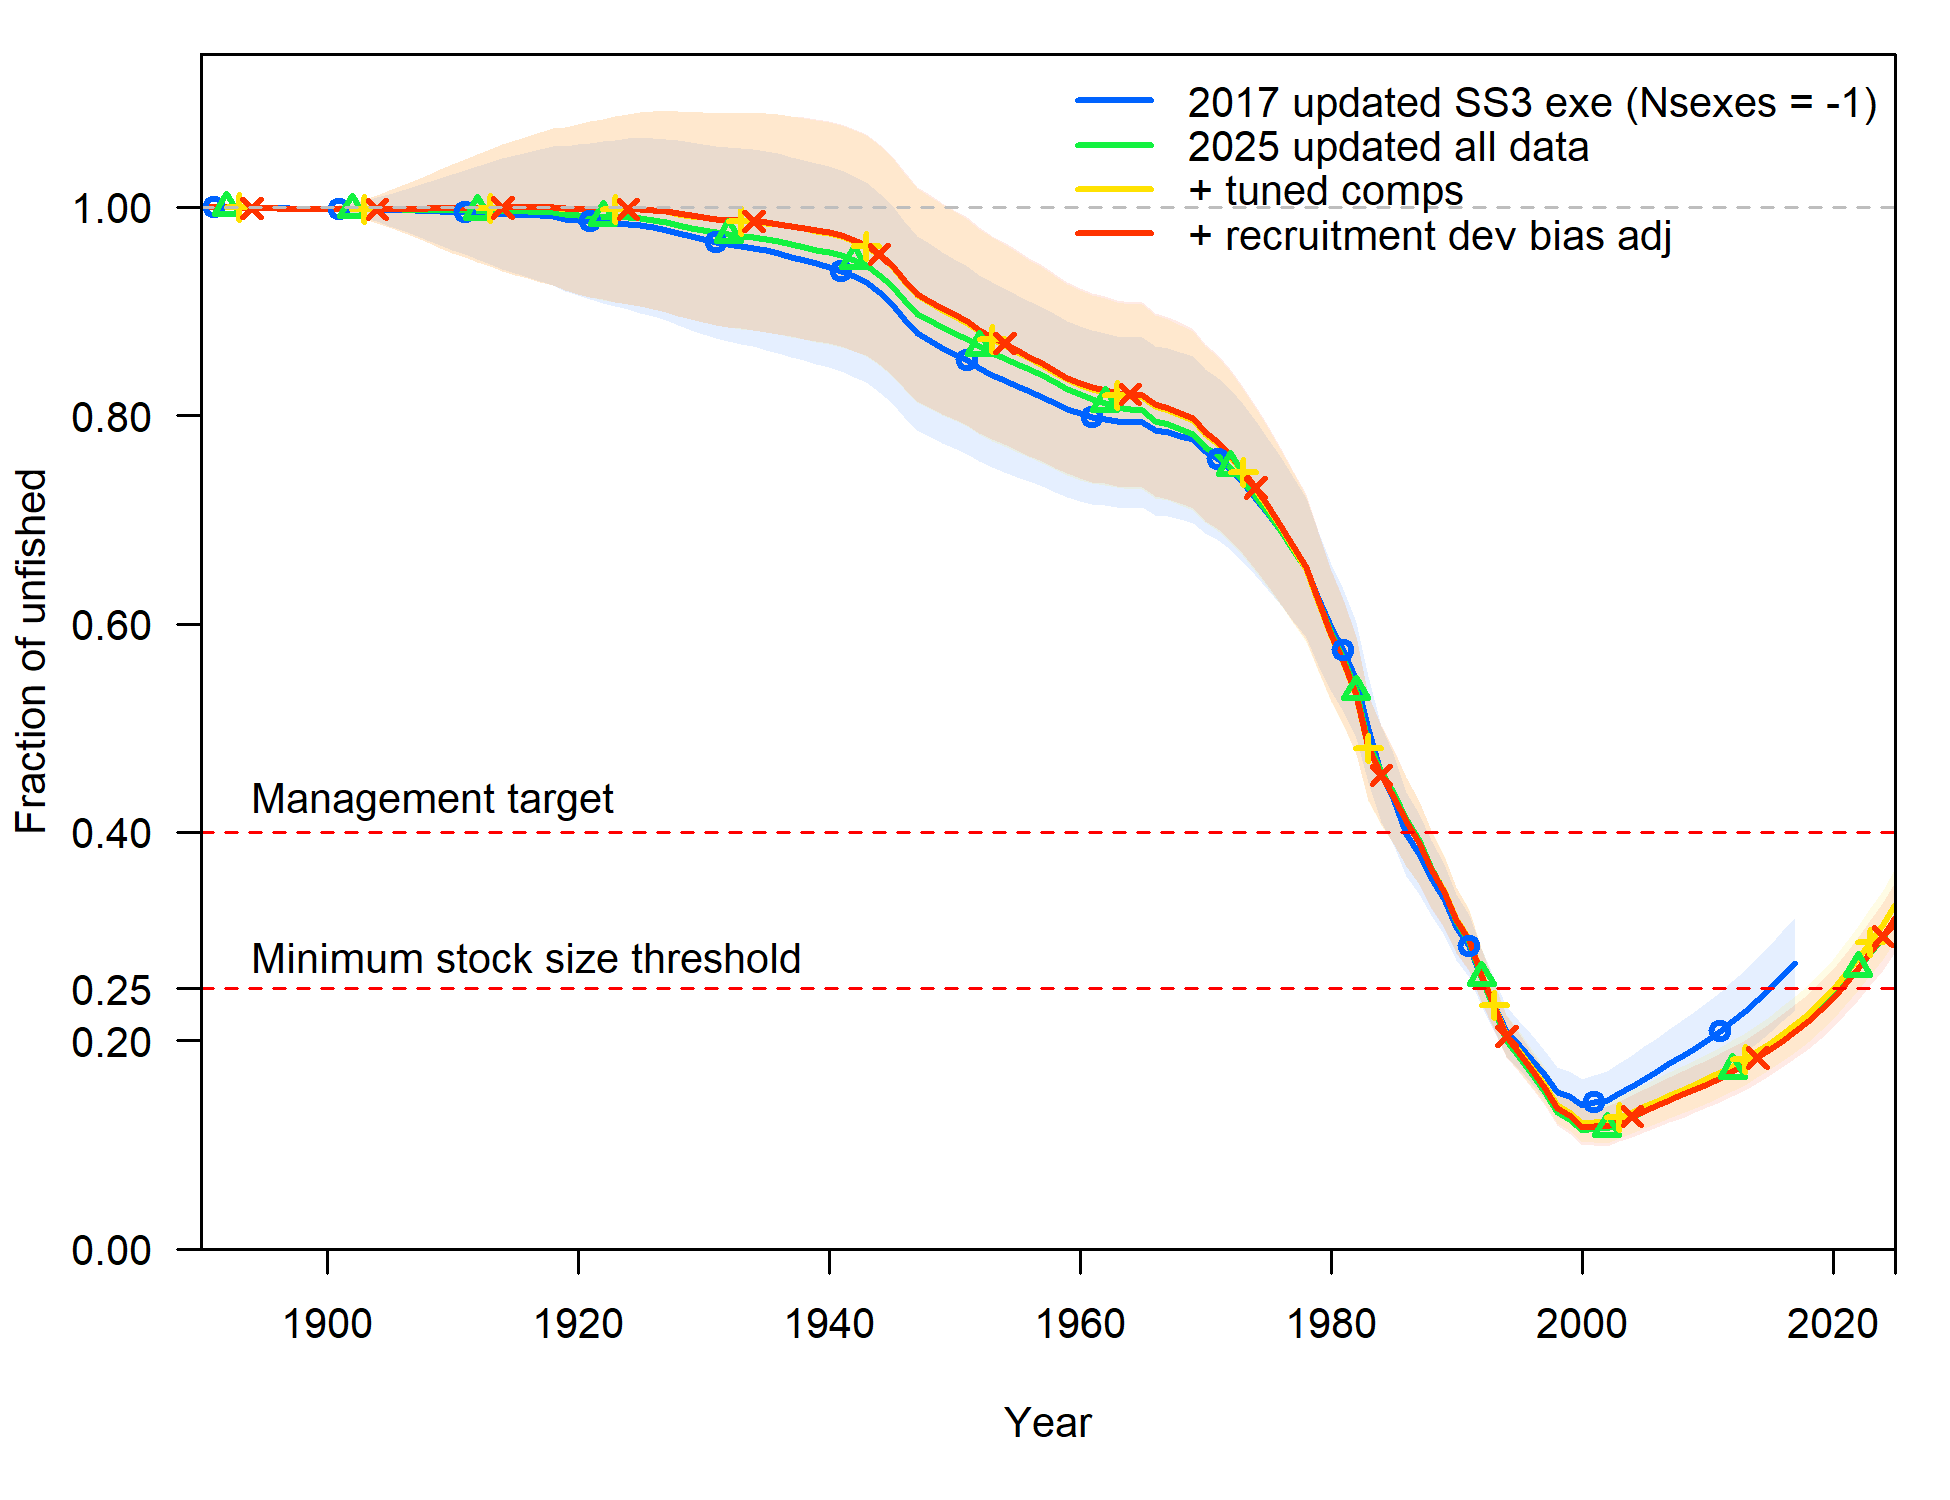 2017 updated SS3 exe (Nsexes = -1)
2025 updated all data
+ tuned comps
+ recruitment dev bias adj
1.00
0.80
0.60
0.40
0.25
0.20
0.00
Fraction of unfished
Management target
Minimum stock size threshold
1900 1920 1940 1960 1980 2000 2020
Year